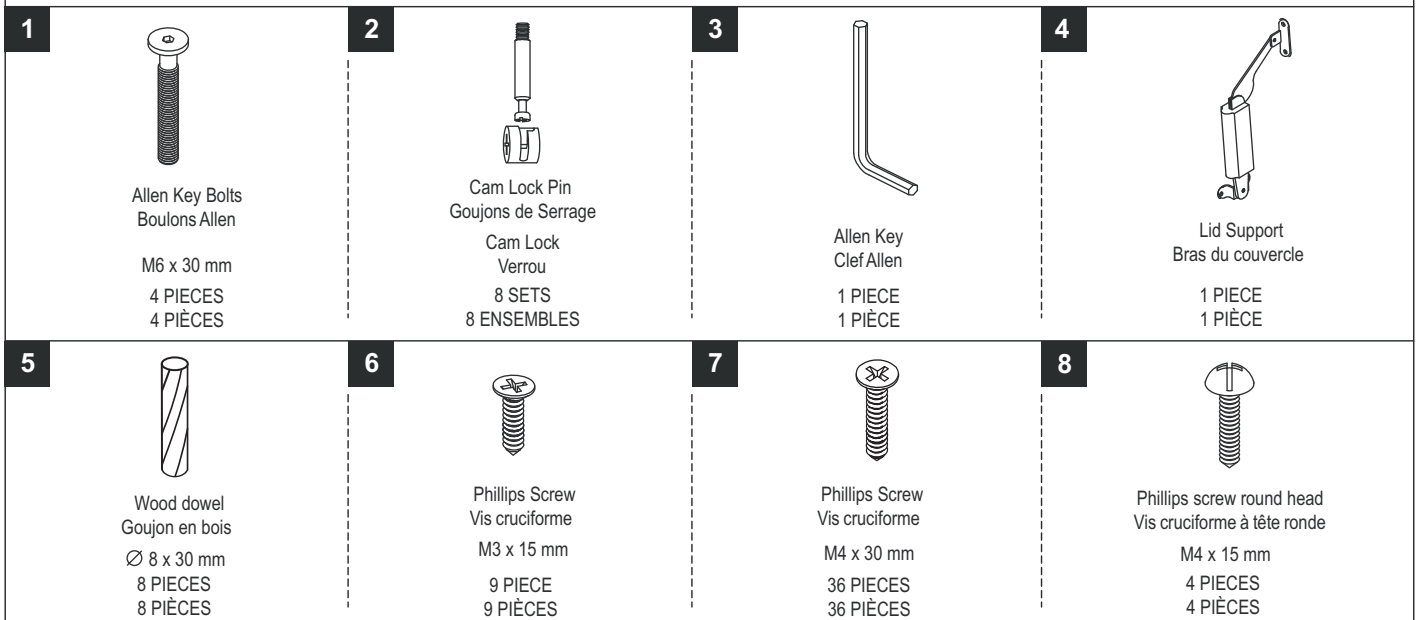 1
Allen Key Bolts
Boulons Allen
M6 x 30 mm
4 PIECES
4 PIÈCES
2
Cam Lock Pin
Goujons de Serrage
Cam Lock
Verrou
8 SETS
8 ENSEMBLES
3
Allen Key
Clef Allen
1 PIECE
1 PIÈCE
4
Lid Support
Bras du couvercle
1 PIECE
1 PIÈCE
5
Wood dowel
Goujon en bois
∅ 8 x 30 mm
8 PIECES
8 PIÈCES
6
Phillips Screw
Vis cruciforme
M3 x 15 mm
9 PIECE
9 PIÈCES
7
Phillips Screw
Vis cruciforme
M4 x 30 mm
36 PIECES
36 PIÈCES
8
Phillips screw round head
Vis cruciforme à tête ronde
M4 x 15 mm
4 PIECES
4 PIÈCES